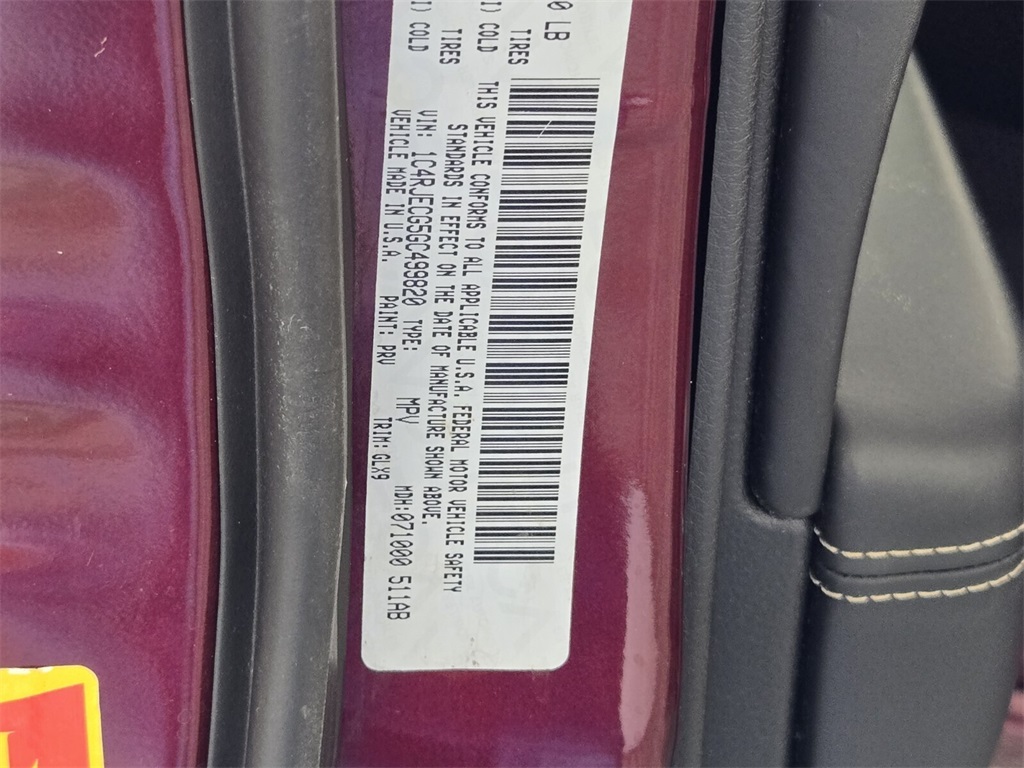 0 LB
TIRES
I) COLD
TIRES
I) COLD
THIS VEHICLE CONFORMS TO ALL APPLICABLE U.S.A. FEDERAL MOTOR VEHICLE SAFETY
STANDARDS IN EFFECT ON THE DATE OF MANUFACTURE SHOWN ABOVE.
VIN: 1C4RJECG5GC489820 TYPE: MPV MDH:071000 511AB
VEHICLE MADE IN U.S.A. PAINT: PRV TRIM: GLX9